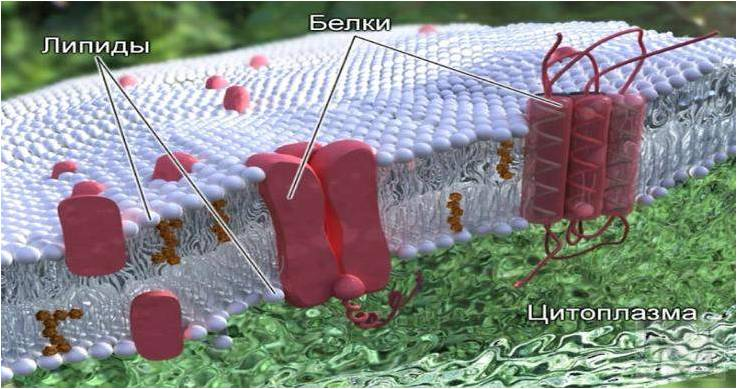 Белки
Липиды
Цитоплазма